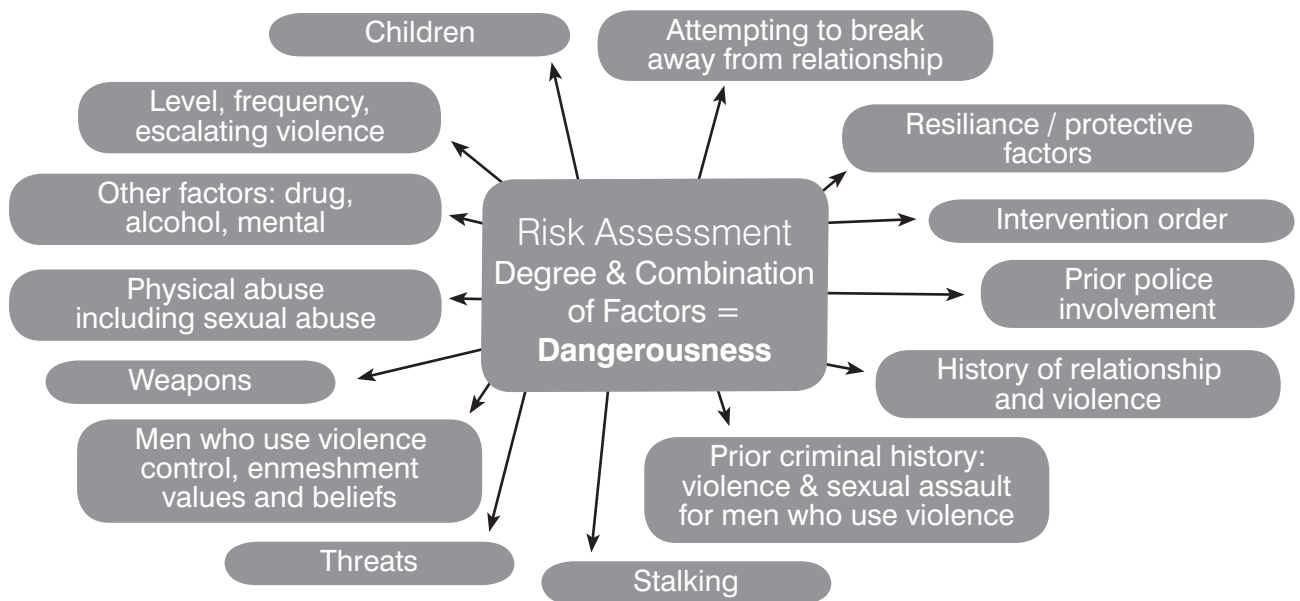 Children
Attempting to break
away from relationship
Level, frequency,
escalating violence
Resiliance / protective
factors
Other factors: drug,
alcohol, mental
Intervention order
Risk Assessment
Degree & Combination
of Factors =
Dangerousness
Physical abuse
including sexual abuse
Prior police
involvement
Weapons
History of relationship
and violence
Men who use violence
control, enmeshment
values and beliefs
Prior criminal history:
violence & sexual assault
for men who use violence
Threats
Stalking